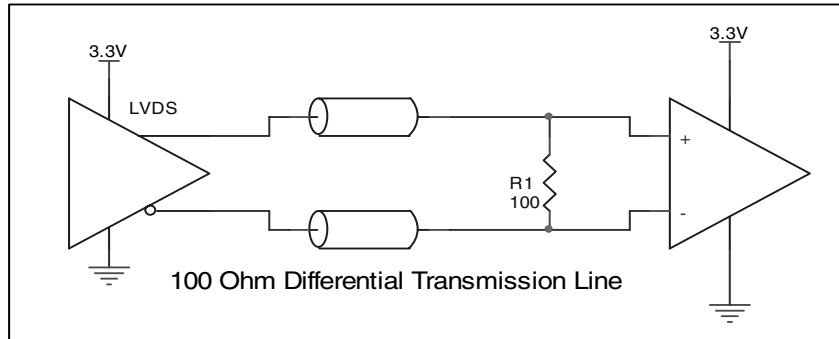 3.3V
3.3V
LVDS
+
R1
100
-
100 Ohm Differential Transmission Line